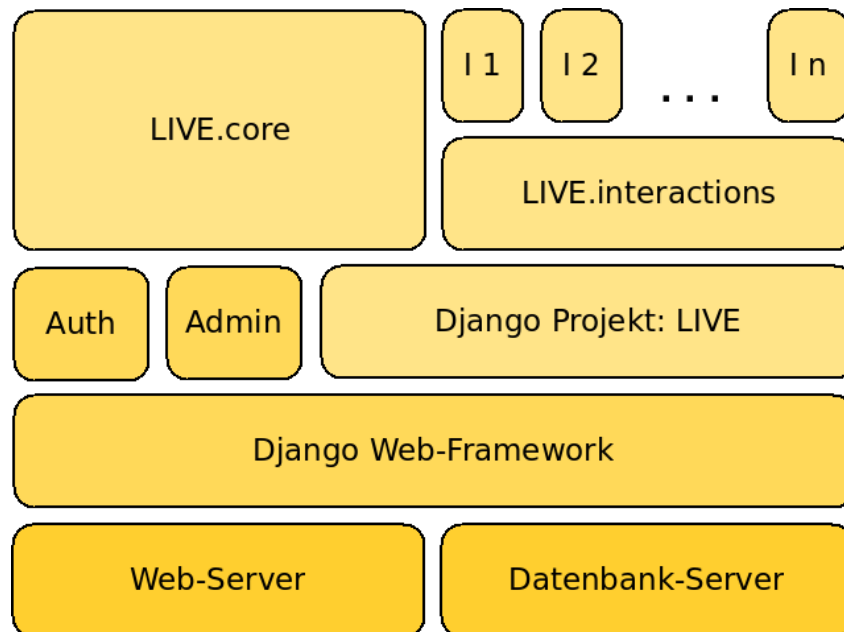 LIVE.core
I 1
I 2
. . .
I n
LIVE.interactions
Auth
Admin
Django Projekt: LIVE
Django Web-Framework
Web-Server
Datenbank-Server